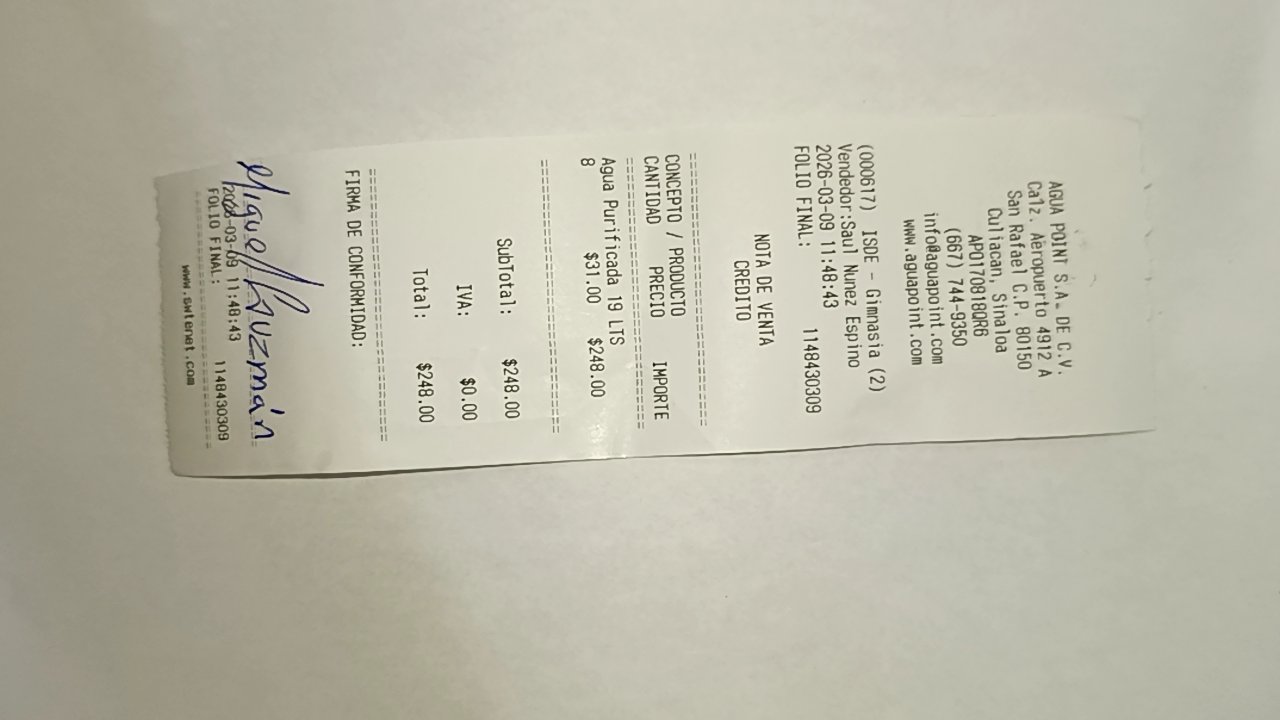 AGUA POINT S.A. DE C.V.
Calz. Aeropuerto 4912 A
San Rafael C.P. 80150
Culiacan, Sinaloa
APO170818QR6
(667) 744-9350
info@aguapoint.com
www.aguapoint.com
NOTA DE VENTA
CREDITO
(000617) ISDE - Gimnasia (2)
Vendedor:Saul Nunez Espino
2026-03-09 11:48:43
FOLIO FINAL: 1148430309
CONCEPTO / PRODUCTO
CANTIDAD PRECIO IMPORTE
Agua Purificada 19 LTS
8 $31.00 $248.00
SubTotal: $248.00
IVA: $0.00
Total: $248.00
FIRMA DE CONFORMIDAD:
Miguel Guzmán
2026-03-09 11:48:43
FOLIO FINAL: 1148430309
www.swtenet.com